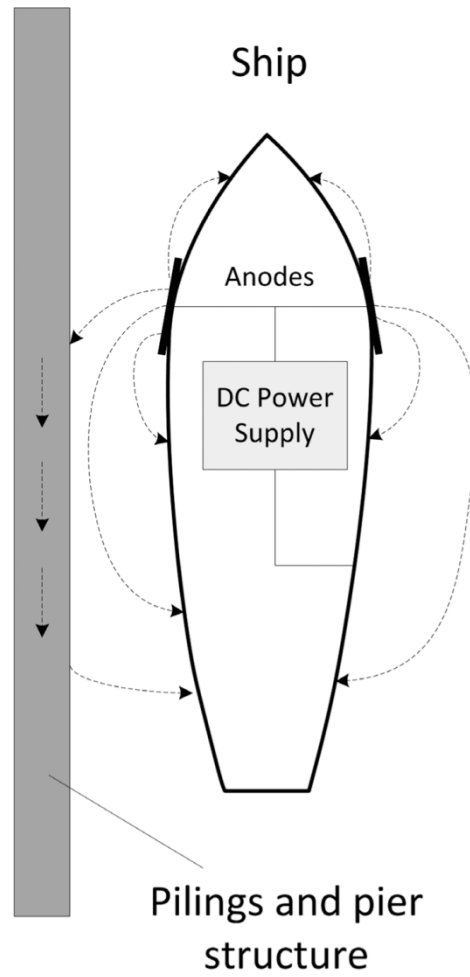 Ship
Anodes
DC Power
Supply
Pilings and pier
structure